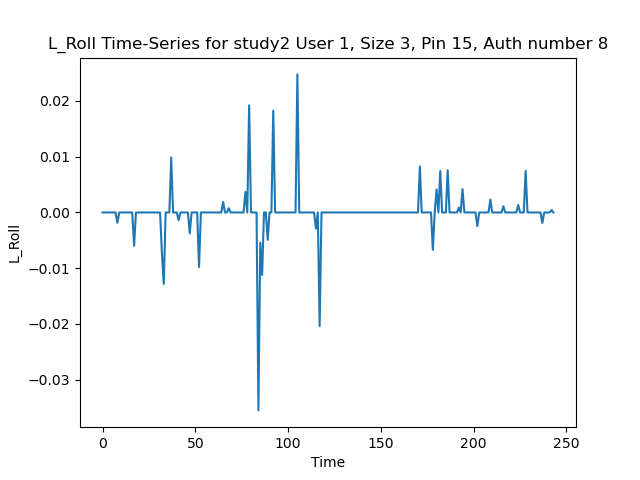 L_Roll Time-Series for study2 User 1, Size 3, Pin 15, Auth number 8
0.02
0.01
0.00
−0.01
−0.02
−0.03
L_Roll
0 50 100 150 200 250
Time